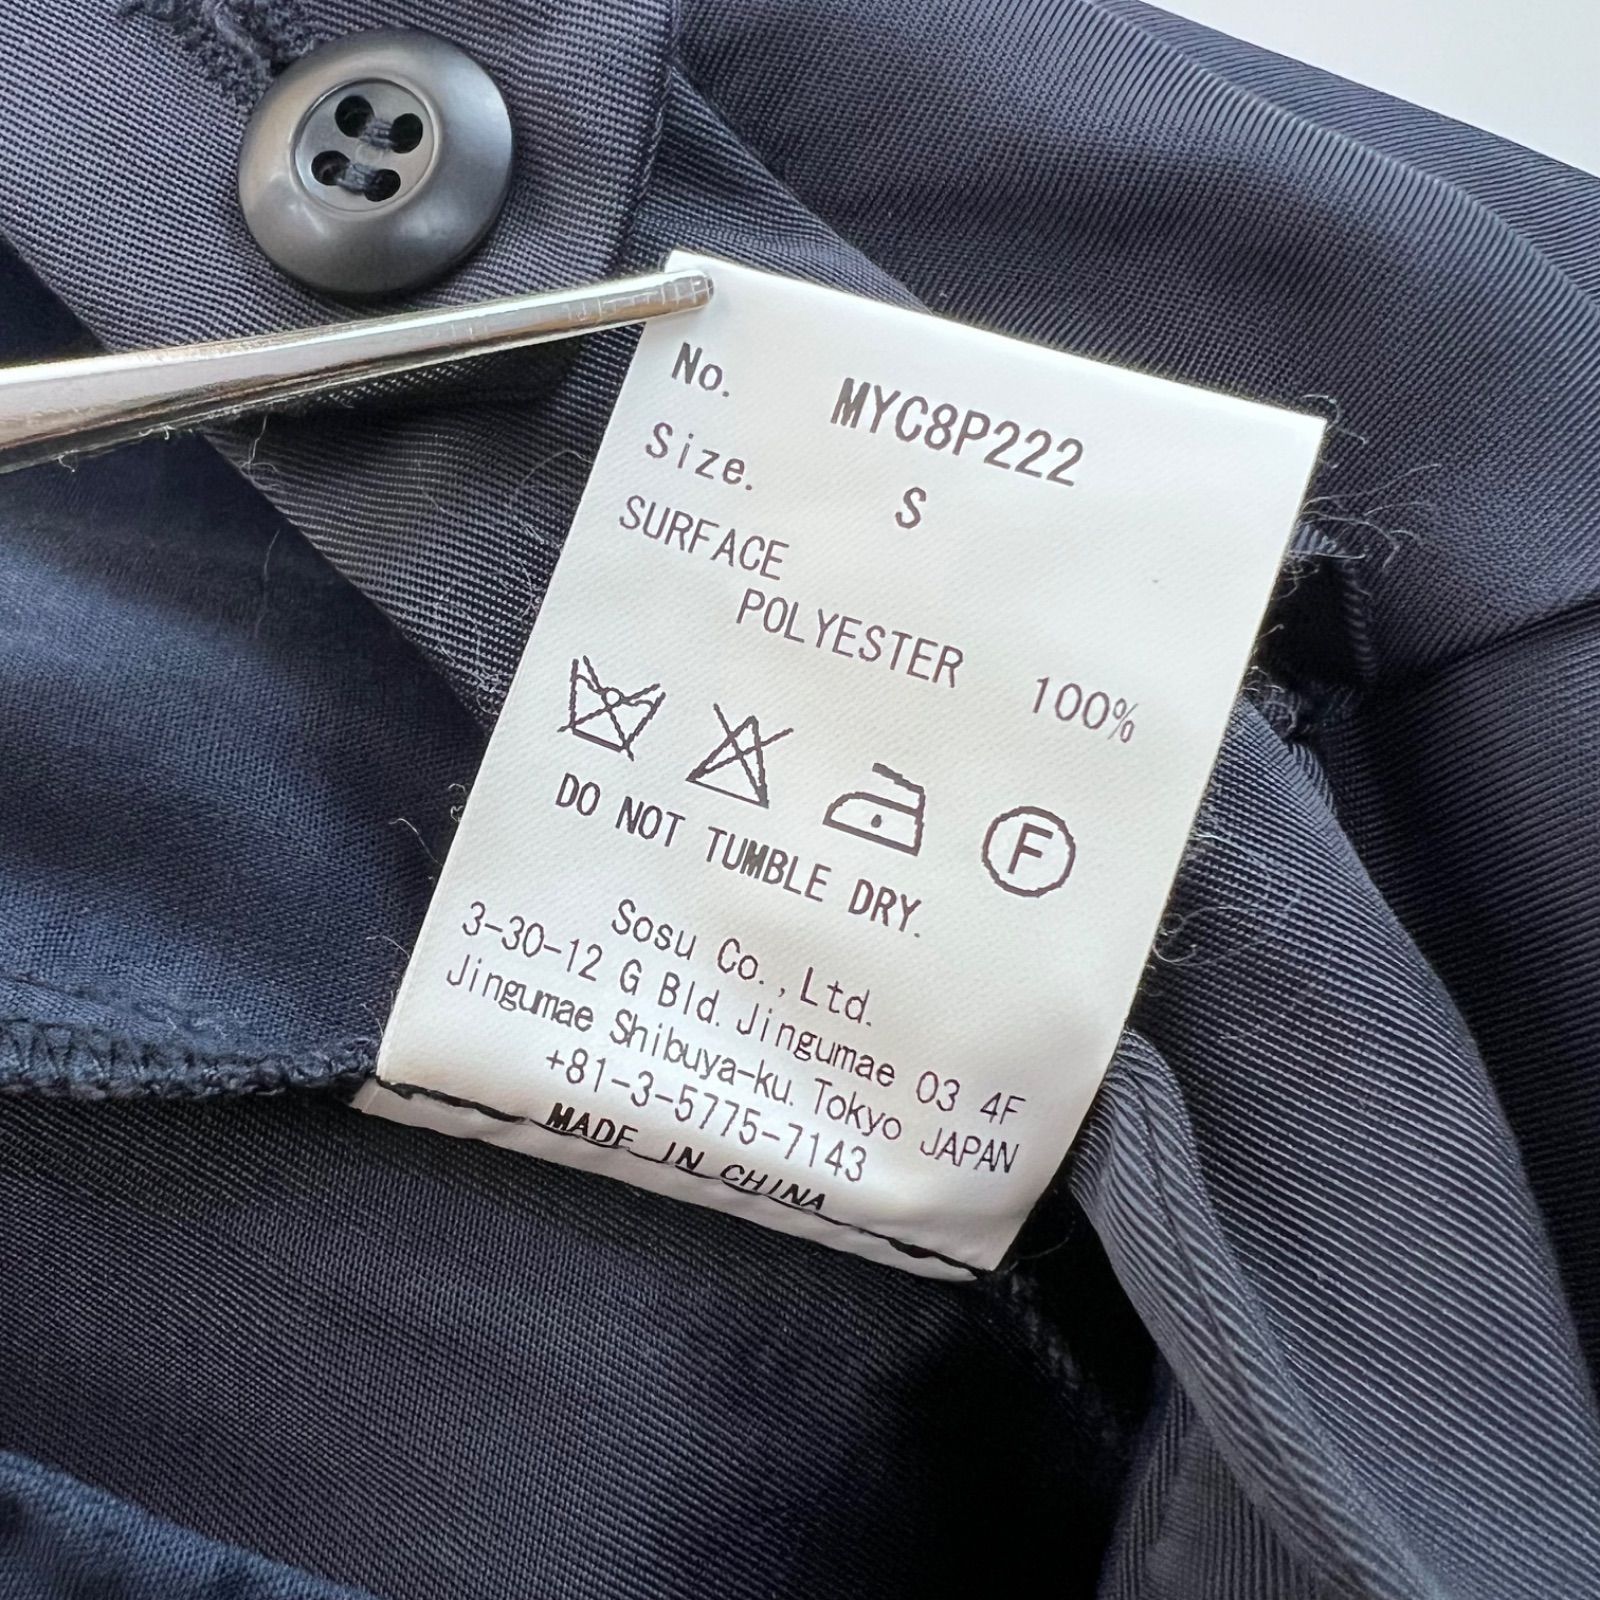 No. MYC8P222
Size. S
SURFACE
POLYESTER 100%
F
DO NOT TUMBLE DRY.
Sosu Co.,Ltd.
3-30-12 G Bld. Jingumae 03 4F
Jingumae Shibuya-ku. Tokyo JAPAN
+81-3-5775-7143
MADE IN CHINA